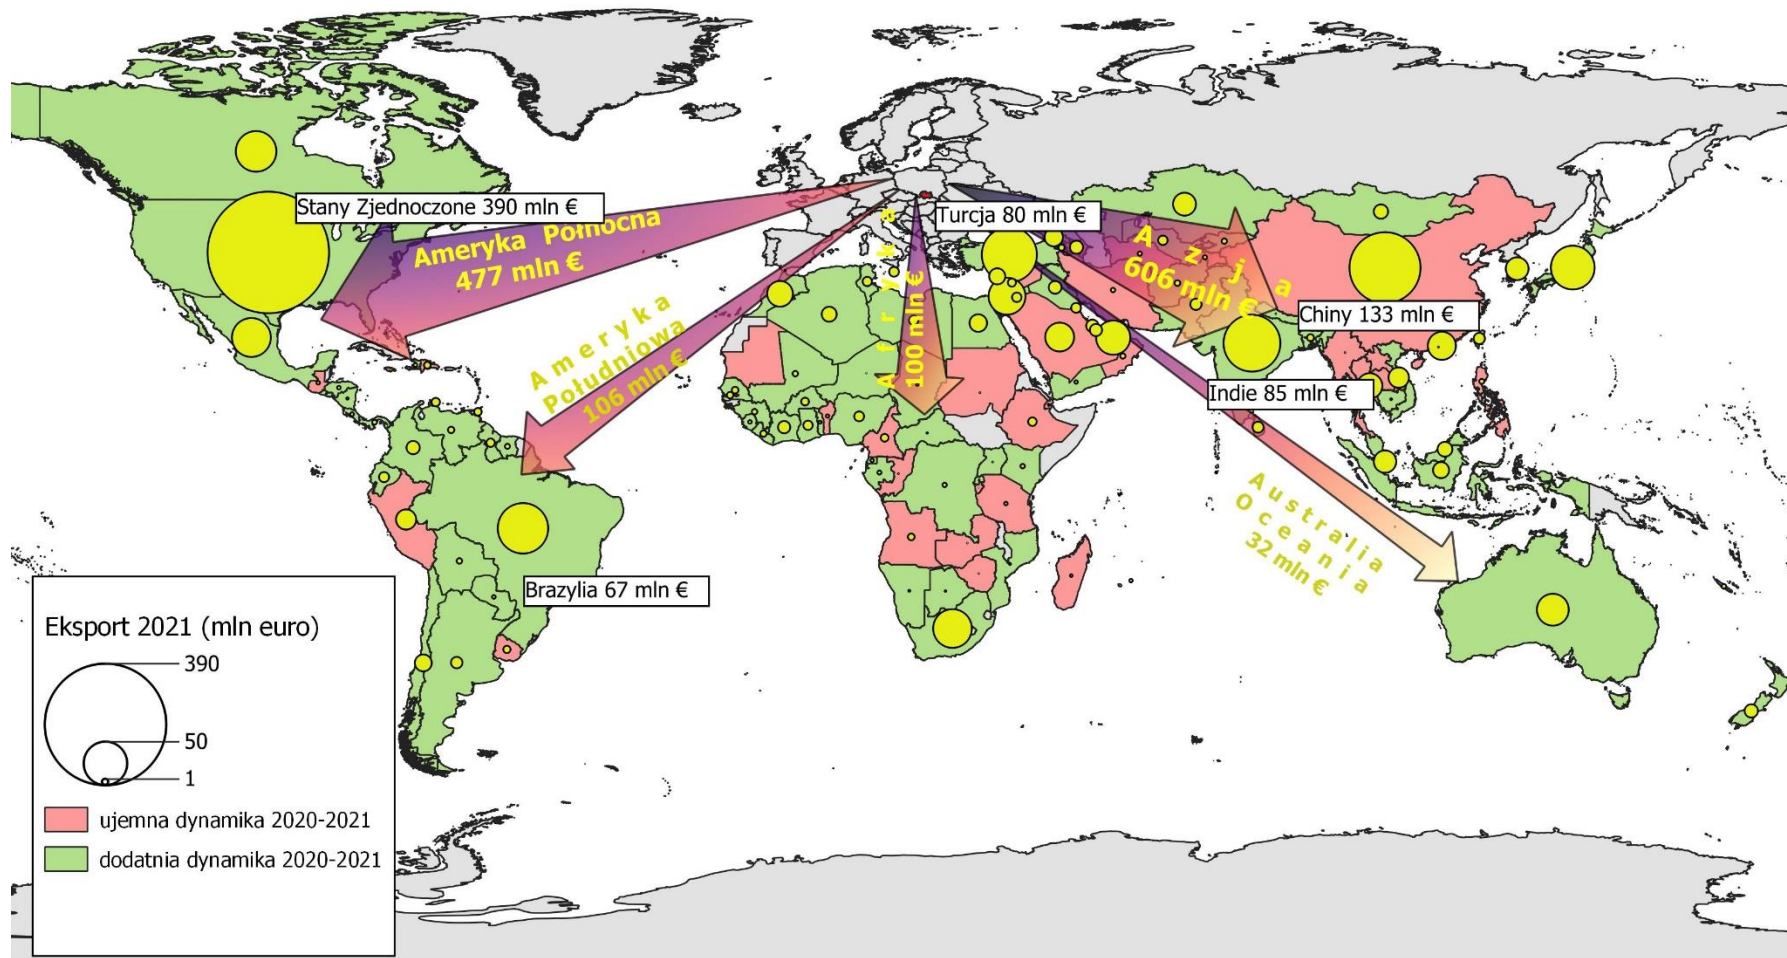 Stany Zjednoczone 390 mln €
Ameryka Północna
477 mln €
Ameryka
Południowa
106 mln €
Afryka
100 mln €
Turcja 80 mln €
Azja
606 mln €
Chiny 133 mln €
Indie 85 mln €
Australia
Oceania
32 mln €
Brazylia 67 mln €
Eksport 2021 (mln euro)
390
50
1
ujemna dynamika 2020-2021
dodatnia dynamika 2020-2021